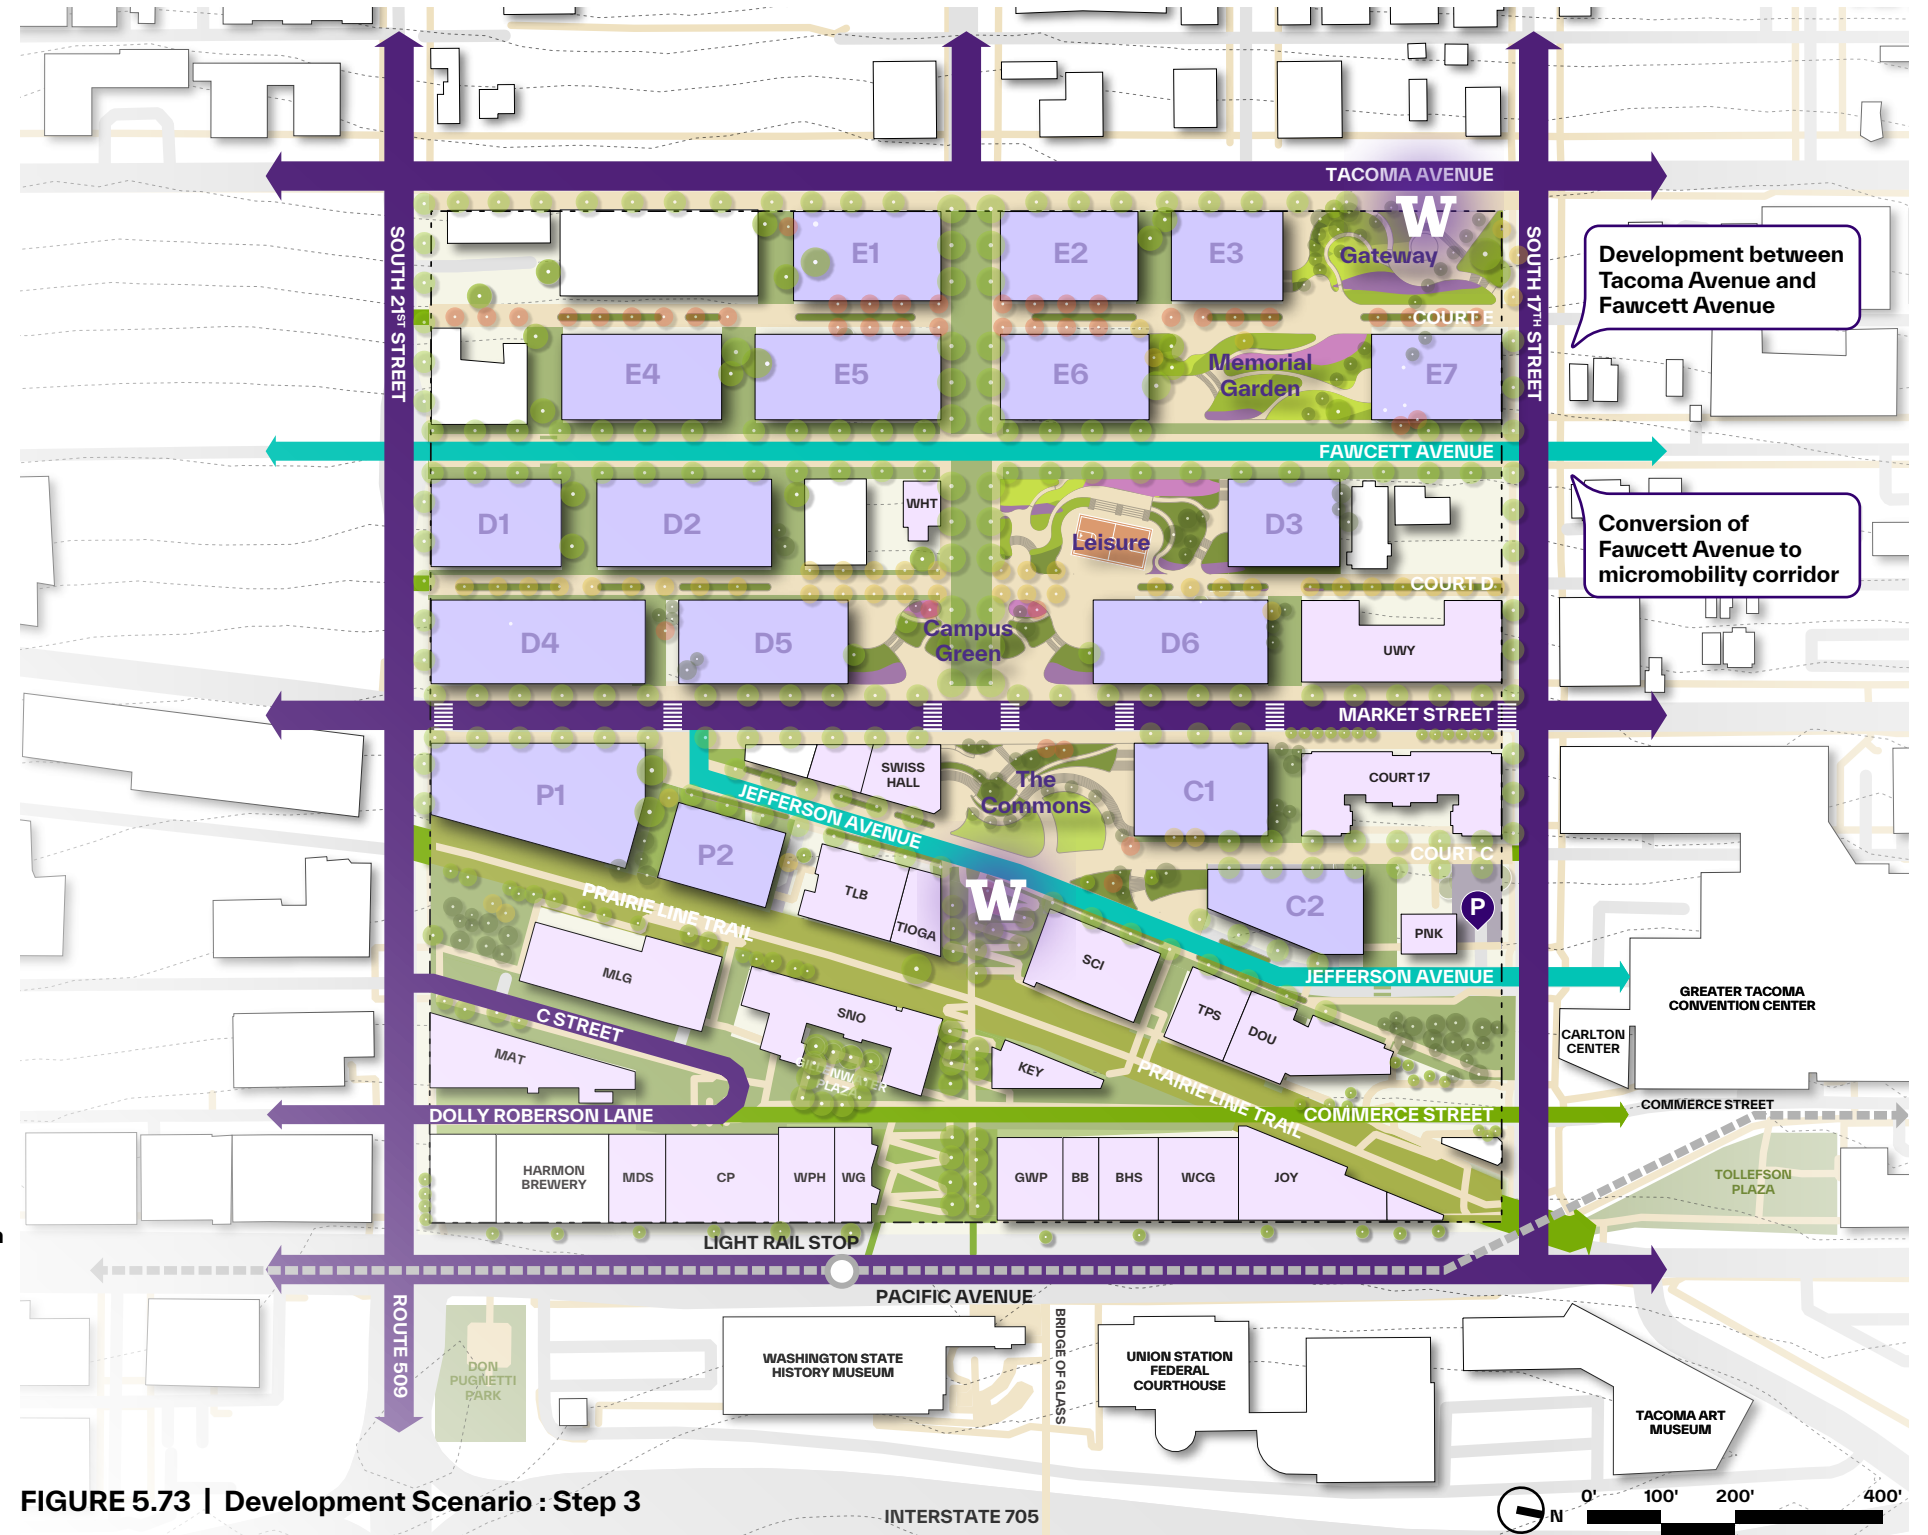 TACOMA AVENUE
W
Gateway
E1
E2
E3
SOUTH 21ST STREET
SOUTH 17TH STREET
Development between
Tacoma Avenue and
Fawcett Avenue
COURT E
E4
E5
E6
Memorial
Garden
E7
FAWCETT AVENUE
D1
D2
WHT
Leisure
D3
Conversion of
Fawcett Avenue to
micromobility corridor
COURT D
D4
D5
Campus
Green
D6
UWY
MARKET STREET
P1
SWISS
HALL
The
Commons
C1
COURT 17
JEFFERSON AVENUE
P2
COURT C
TLB
TIOGA
W
C2
P
PNK
PRAIRIE LINE TRAIL
MLG
SCI
JEFFERSON AVENUE
GREATER TACOMA
CONVENTION CENTER
C STREET
SNO
TPS
DOU
CARLTON
CENTER
MAT
KEY
PRAIRIE LINE TRAIL
DOLLY ROBERSON LANE
COMMERCE STREET
COMMERCE STREET
HARMON
BREWERY
MDS
CP
WPH
WG
GWP
BB
BHS
WCG
JOY
TOLLEFSON
PLAZA
LIGHT RAIL STOP
PACIFIC AVENUE
ROUTE 509
DON
PUGNETTI
PARK
WASHINGTON STATE
HISTORY MUSEUM
BRIDGE OF GLASS
UNION STATION
FEDERAL
COURTHOUSE
TACOMA ART
MUSEUM
FIGURE 5.73 | Development Scenario : Step 3
INTERSTATE 705
N
0' 100' 200' 400'